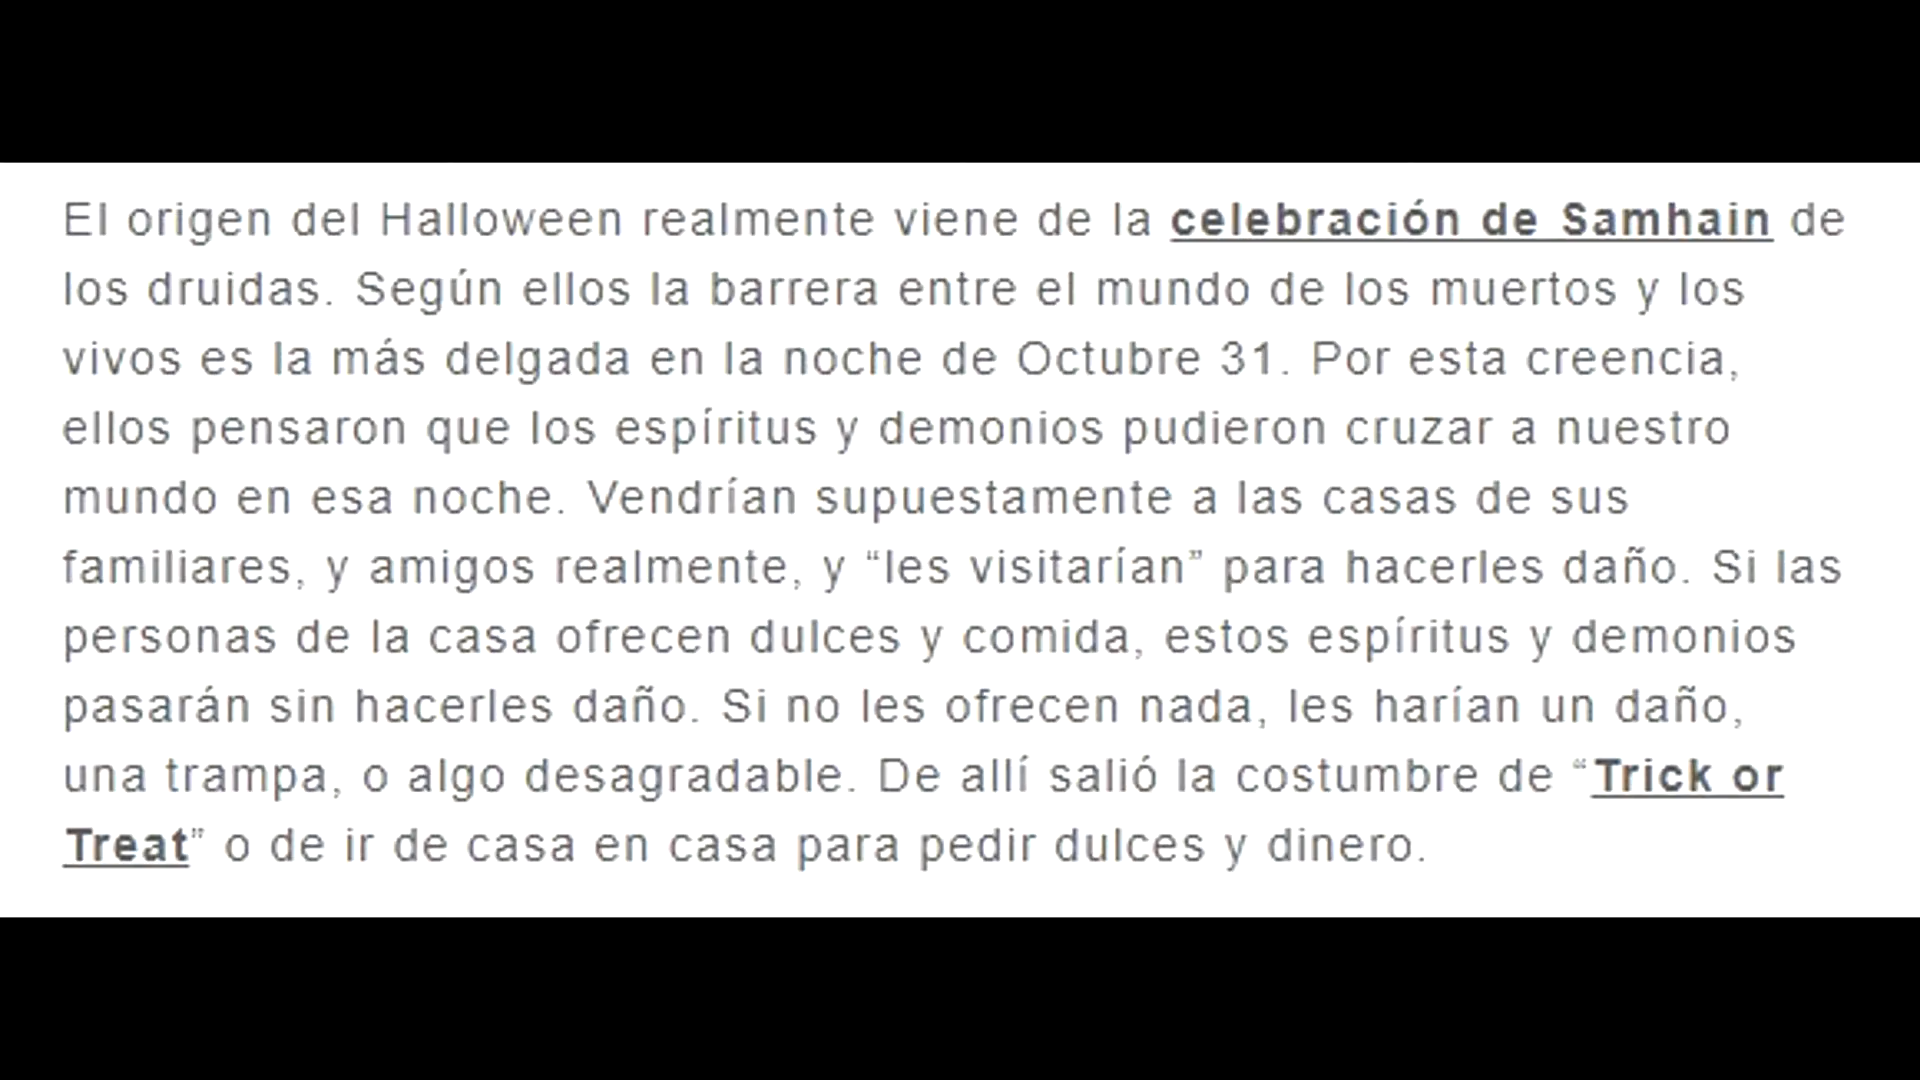 El origen del Halloween realmente viene de la celebración de Samhain de
los druidas. Según ellos la barrera entre el mundo de los muertos y los
vivos es la más delgada en la noche de Octubre 31. Por esta creencia,
ellos pensaron que los espíritus y demonios pudieron cruzar a nuestro
mundo en esa noche. Vendrían supuestamente a las casas de sus
familiares, y amigos realmente, y “les visitarían” para hacerles daño. Si las
personas de la casa ofrecen dulces y comida, estos espíritus y demonios
pasarán sin hacerles daño. Si no les ofrecen nada, les harían un daño,
una trampa, o algo desagradable. De allí salió la costumbre de “Trick or
Treat” o de ir de casa en casa para pedir dulces y dinero.